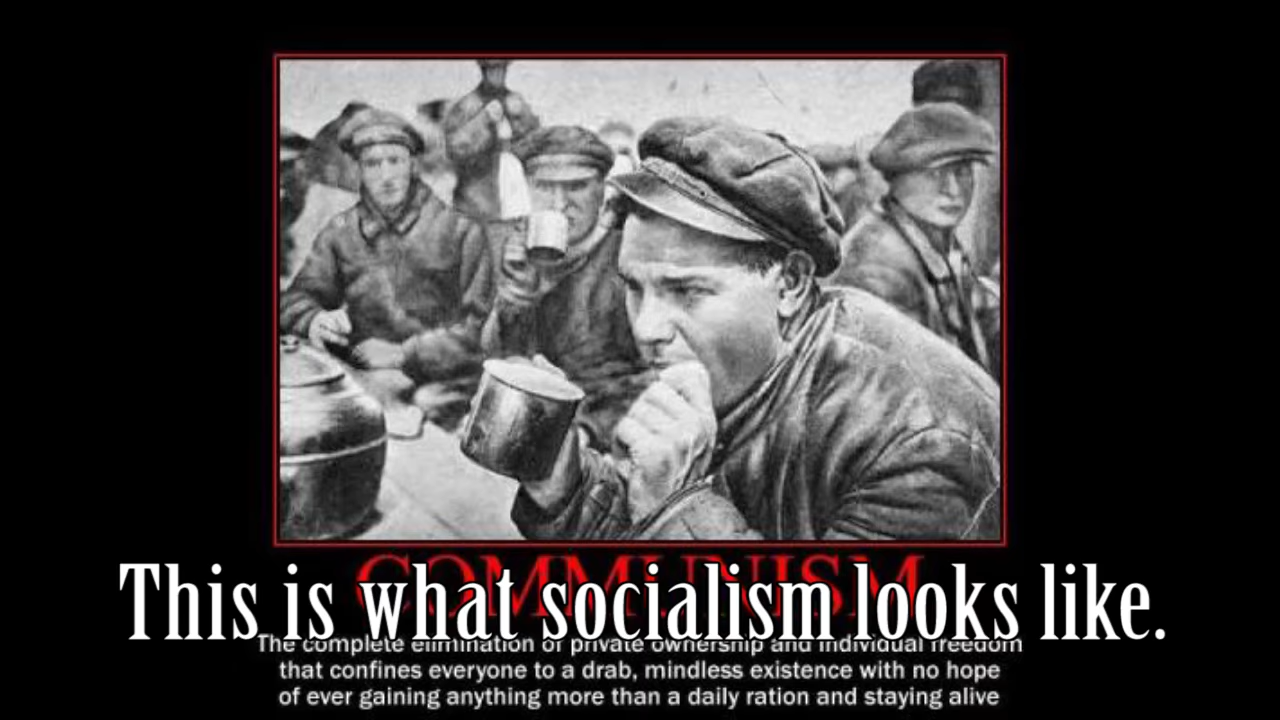 COMMUNISM
This is what socialism looks like.
The complete elimination of private ownership and individual freedom
that confines everyone to a drab, mindless existence with no hope
of ever gaining anything more than a daily ration and staying alive